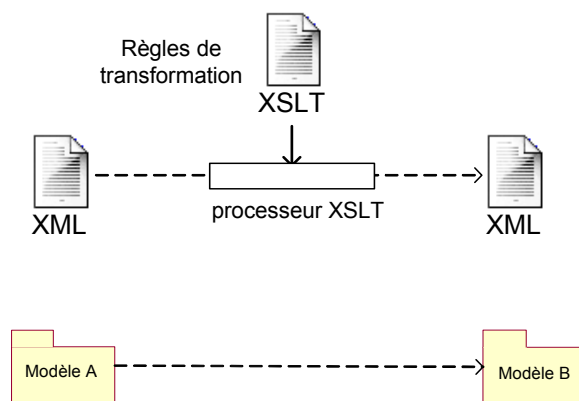 Règles de
transformation
XSLT
XML
processeur XSLT
XML
Modèle A
Modèle B